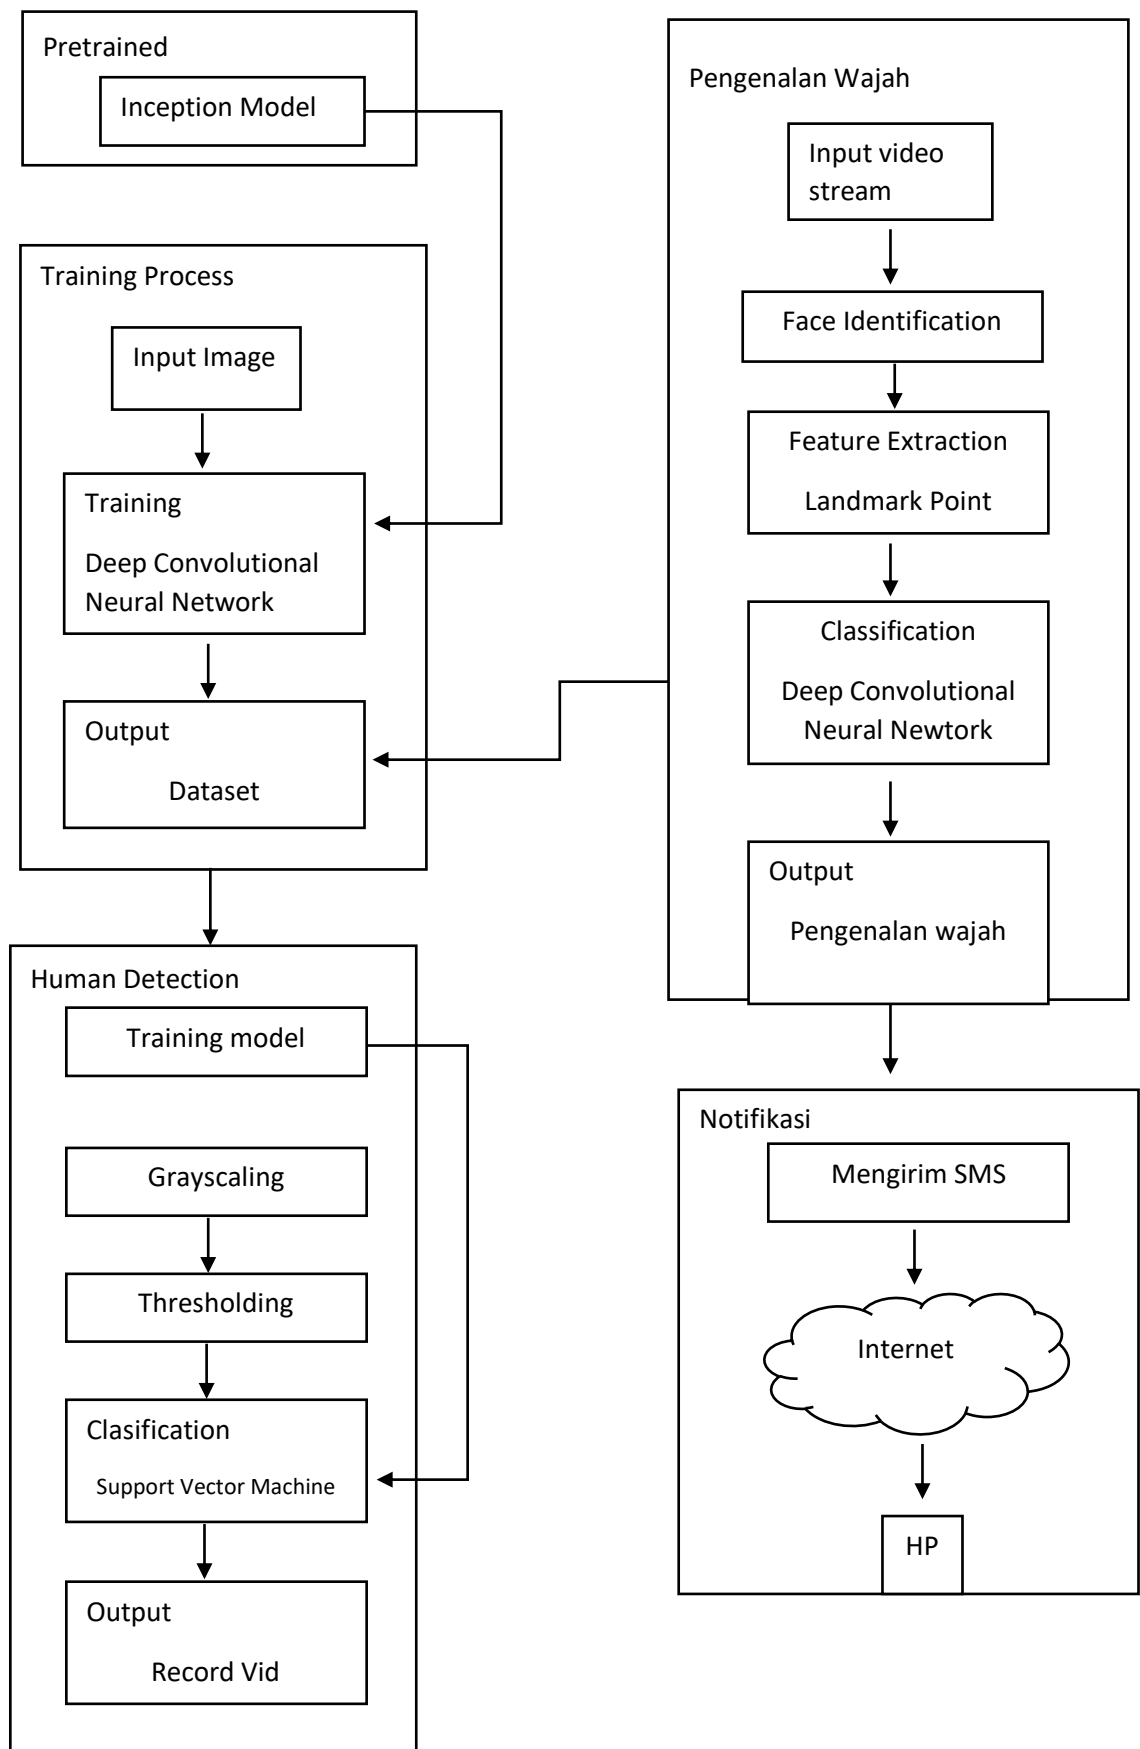 Pretrained
Inception Model
Training Process
Input Image
Training
Deep Convolutional
Neural Network
Output
Dataset
Human Detection
Training model
Grayscaling
Thresholding
Clasification
Support Vector Machine
Output
Record Vid
Pengenalan Wajah
Input video
stream
Face Identification
Feature Extraction
Landmark Point
Classification
Deep Convolutional
Neural Newtork
Output
Pengenalan wajah
Notifikasi
Mengirim SMS
Internet
HP